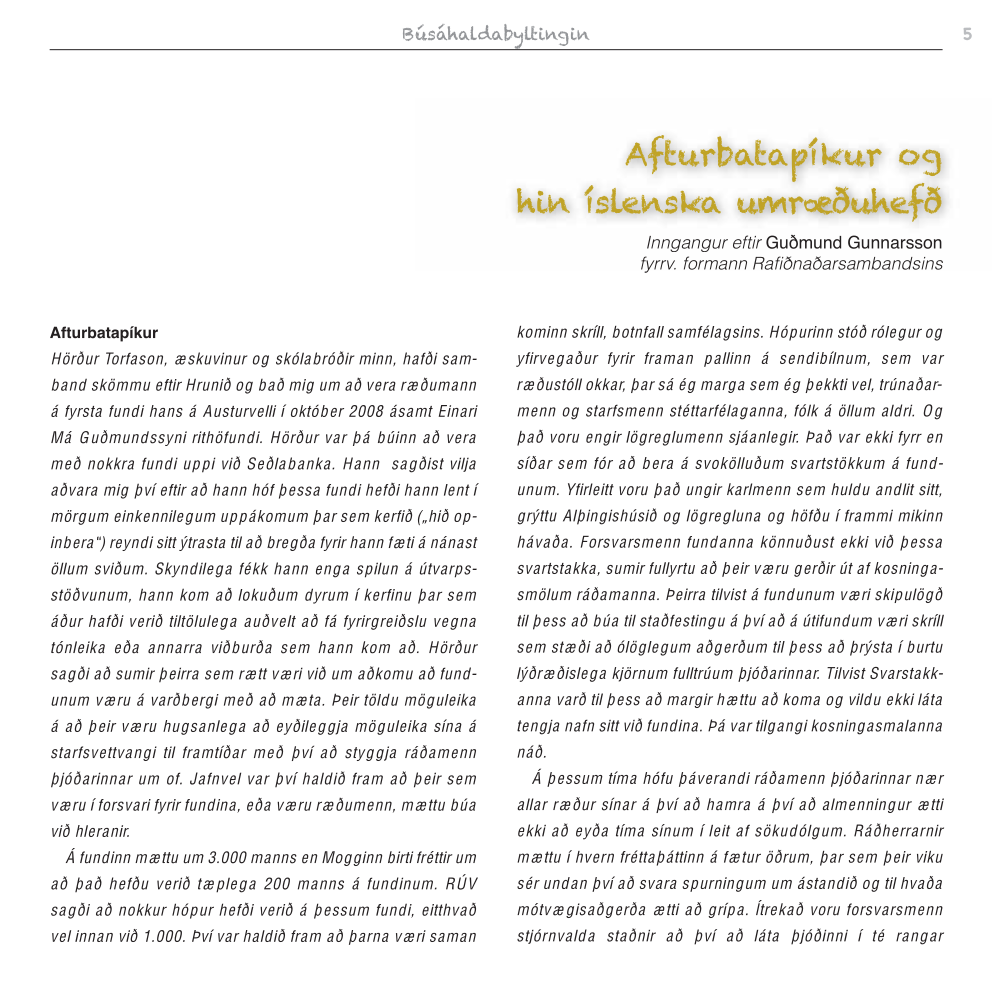 Búsáhaldabyltingin
5
Afturbatapíkur og
hin íslenska umræðuhefð
Inngangur eftir Guðmund Gunnarsson
fyrrv. formann Rafiðnaðarsambandsins
Afturbatapíkur
Hörður Torfason, æskuvinur og skólabróðir minn, hafði sam-
band skömmu eftir Hrunið og bað mig um að vera ræðumann
á fyrsta fundi hans á Austurvelli í október 2008 ásamt Einari
Má Guðmundssyni rithöfundi. Hörður var þá búinn að vera
með nokkra fundi uppi við Seðlabanka. Hann sagðist vilja
aðvara mig því eftir að hann hóf þessa fundi hefði hann lent í
mörgum einkennilegum uppákomum þar sem kerfið („hið op-
inbera“) reyndi sitt ýtrasta til að bregða fyrir hann fæti á nánast
öllum sviðum. Skyndilega fékk hann enga spilun á útvarps-
stöðvunum, hann kom að lokuðum dyrum í kerfinu þar sem
áður hafði verið tiltölulega auðvelt að fá fyrirgreiðslu vegna
tónleika eða annarra viðburða sem hann kom að. Hörður
sagði að sumir þeirra sem rætt væri við um aðkomu að fund-
unum væru á varðbergi með að mæta. Þeir töldu möguleika
á að þeir væru hugsanlega að eyðileggja möguleika sína á
starfsvettvangi til framtíðar með því að styggja ráðamenn
þjóðarinnar um of. Jafnvel var því haldið fram að þeir sem
væru í forsvari fyrir fundina, eða væru ræðumenn, mættu búa
við hleranir.
Á fundinn mættu um 3.000 manns en Mogginn birti fréttir um
að það hefðu verið tæplega 200 manns á fundinum. RÚV
sagði að nokkur hópur hefði verið á þessum fundi, eitthvað
vel innan við 1.000. Því var haldið fram að þarna væri saman
kominn skríll, botnfall samfélagsins. Hópurinn stóð rólegur og
yfirvegaður fyrir framan pallinn á sendibílnum, sem var
ræðustóll okkar, þar sá ég marga sem ég þekkti vel, trúnaðar-
menn og starfsmenn stéttarfélaganna, fólk á öllum aldri. Og
það voru engir lögreglumenn sjáanlegir. Það var ekki fyrr en
síðar sem fór að bera á svokölluðum svartstökkum á fund-
unum. Yfirleitt voru það ungir karlmenn sem huldu andlit sitt,
grýttu Alþingishúsið og lögregluna og höfðu í frammi mikinn
hávaða. Forsvarsmenn fundanna könnuðust ekki við þessa
svartstakka, sumir fullyrtu að þeir væru gerðir út af kosninga-
smölum ráðamanna. Þeirra tilvist á fundunum væri skipulögð
til þess að búa til staðfestingu á því að á útifundum væri skríll
sem stæði að ólöglegum aðgerðum til þess að þrýsta í burtu
lýðræðislega kjörnum fulltrúum þjóðarinnar. Tilvist Svarstakk-
anna varð til þess að margir hættu að koma og vildu ekki láta
tengja nafn sitt við fundina. Þá var tilgangi kosningasmalanna
náð.
Á þessum tíma hófu þáverandi ráðamenn þjóðarinnar nær
allar ræður sínar á því að hamra á því að almenningur ætti
ekki að eyða tíma sínum í leit af sökudólgum. Ráðherrarnir
mættu í hvern fréttaþáttinn á fætur öðrum, þar sem þeir viku
sér undan því að svara spurningum um ástandið og til hvaða
mótvægisaðgerða ætti að grípa. Ítrekað voru forsvarsmenn
stjórnvalda staðnir að því að láta þjóðinni í té rangar